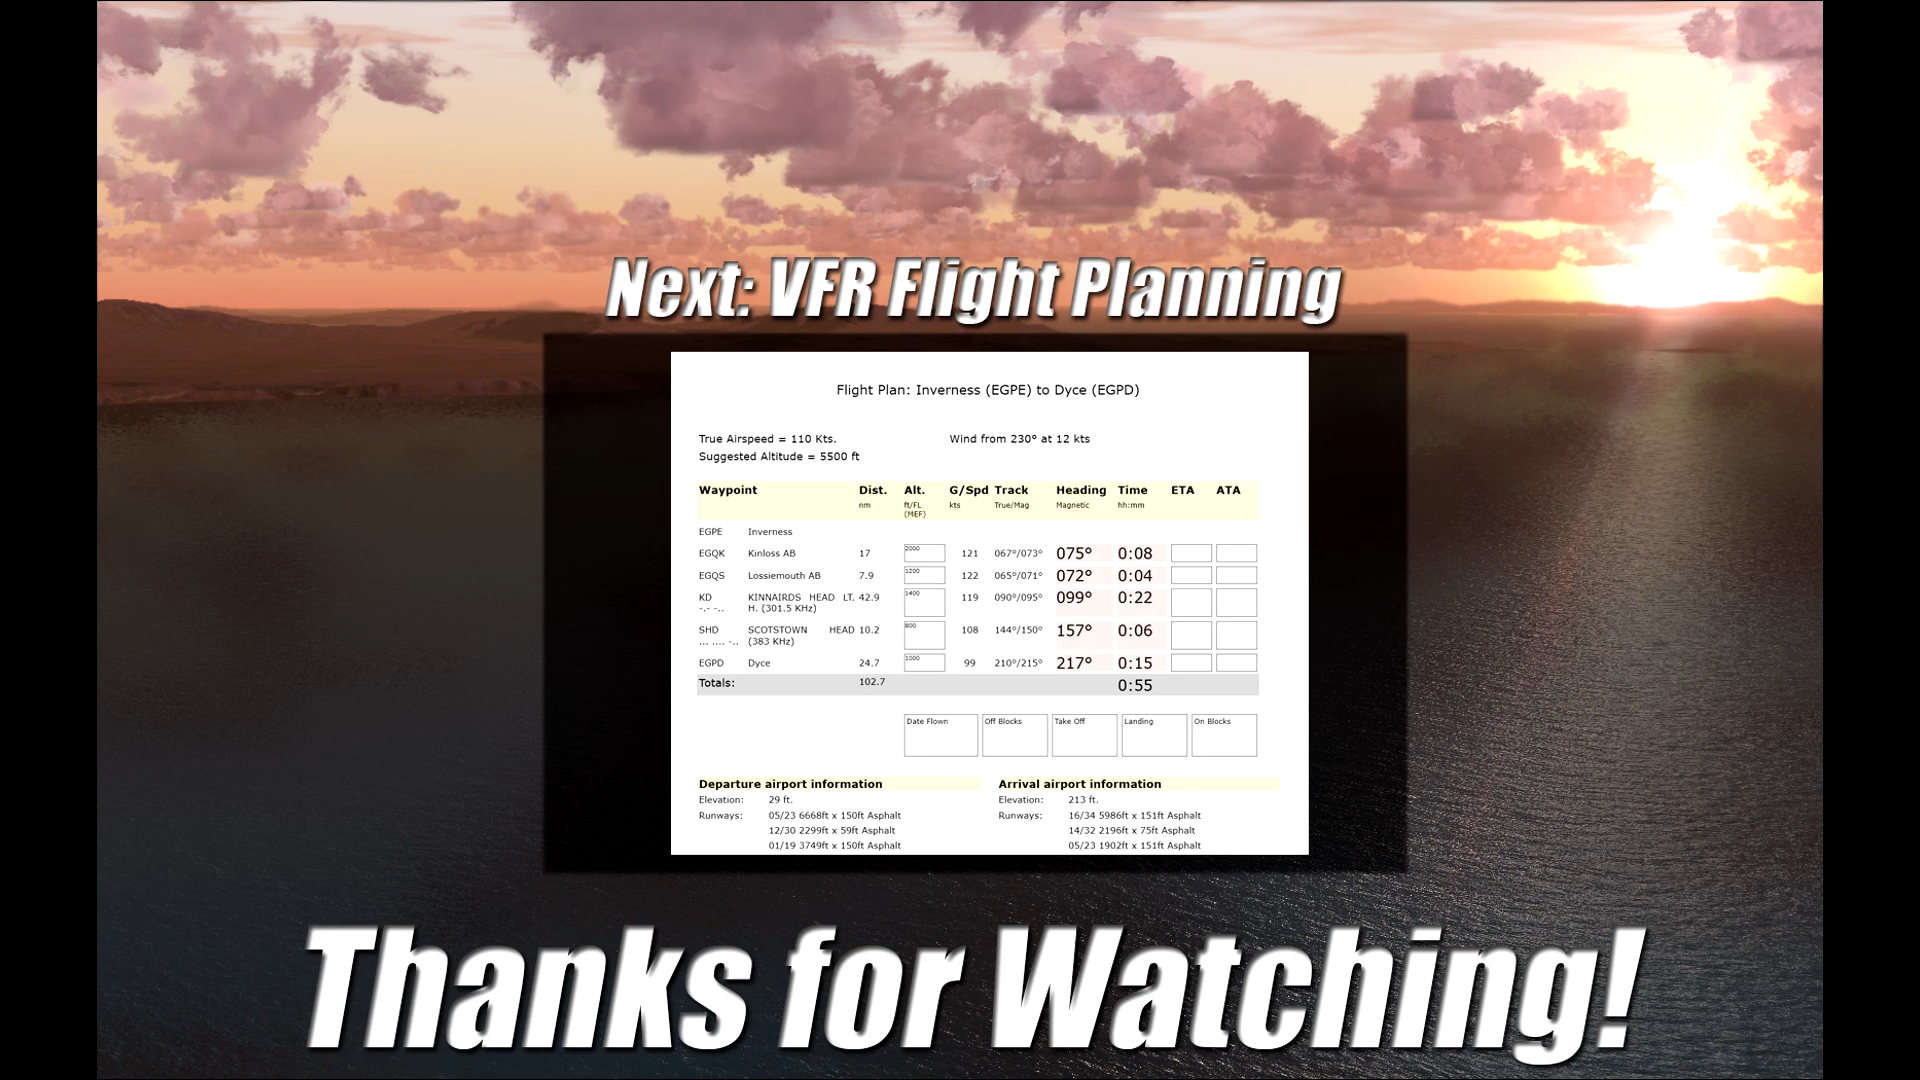 Next: VFR Flight Planning
Flight Plan: Inverness (EGPE) to Dyce (EGPD)
True Airspeed = 110 Kts. Wind from 230° at 12 kts
Suggested Altitude = 5500 ft
Waypoint Dist. Alt. G/Spd Track Heading Time ETA ATA
nm ft/FL kts True/Mag Magnetic hh:mm
(MEF)
EGPE Inverness
EGQK Kinloss AB 17 2000 121 067°/073° 075° 0:08
EGQS Lossiemouth AB 7.9 1200 122 065°/071° 072° 0:04
KD KINNAIRDS HEAD LT. 42.9 1400 119 090°/095° 099° 0:22
-.- -.. H. (301.5 KHz)
SHD SCOTSTOWN HEAD 10.2 800 108 144°/150° 157° 0:06
... .... -.. (383 KHz)
EGPD Dyce 24.7 1000 99 210°/215° 217° 0:15
Totals: 102.7 0:55
Date Flown Off Blocks Take Off Landing On Blocks
Departure airport information Arrival airport information
Elevation: 29 ft. Elevation: 213 ft.
Runways: 05/23 6668ft x 150ft Asphalt Runways: 16/34 5986ft x 151ft Asphalt
12/30 2299ft x 59ft Asphalt 14/32 2196ft x 75ft Asphalt
01/19 3749ft x 150ft Asphalt 05/23 1902ft x 151ft Asphalt
Thanks for Watching!